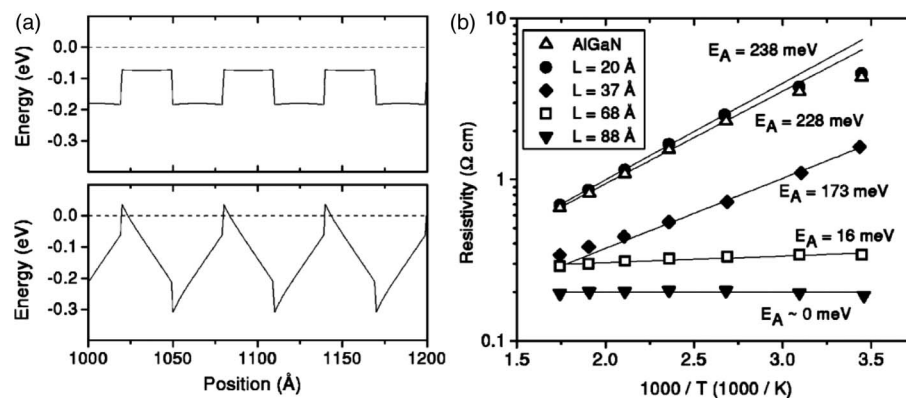 (a)
0.0
-0.1
-0.2
-0.3
Energy (eV)
0.0
-0.1
-0.2
-0.3
Energy (eV)
1000 1050 1100 1150 1200
Position (Å)
(b)
10
1
0.1
Resistivity (Ω cm)
AlGaN
L = 20 Å
L = 37 Å
L = 68 Å
L = 88 Å
E_A = 238 meV
E_A = 228 meV
E_A = 173 meV
E_A = 16 meV
E_A ~ 0 meV
1.5 2.0 2.5 3.0 3.5
1000 / T (1000 / K)